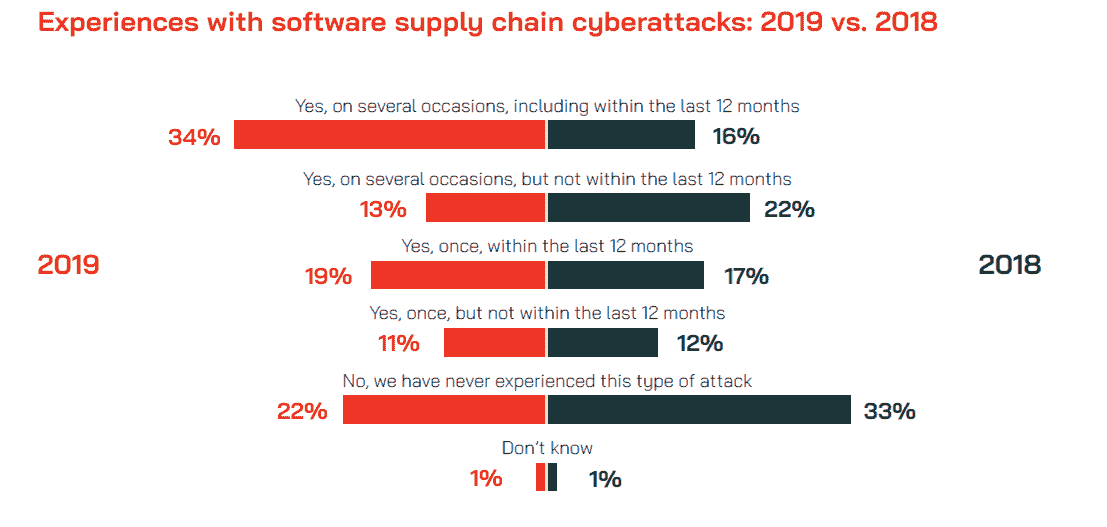 Experiences with software supply chain cyberattacks: 2019 vs. 2018
Yes, on several occasions, including within the last 12 months
34% 16%
Yes, on several occasions, but not within the last 12 months
13% 22%
Yes, once, within the last 12 months
2019 2018
19% 17%
Yes, once, but not within the last 12 months
11% 12%
No, we have never experienced this type of attack
22% 33%
Don't know
1% 1%